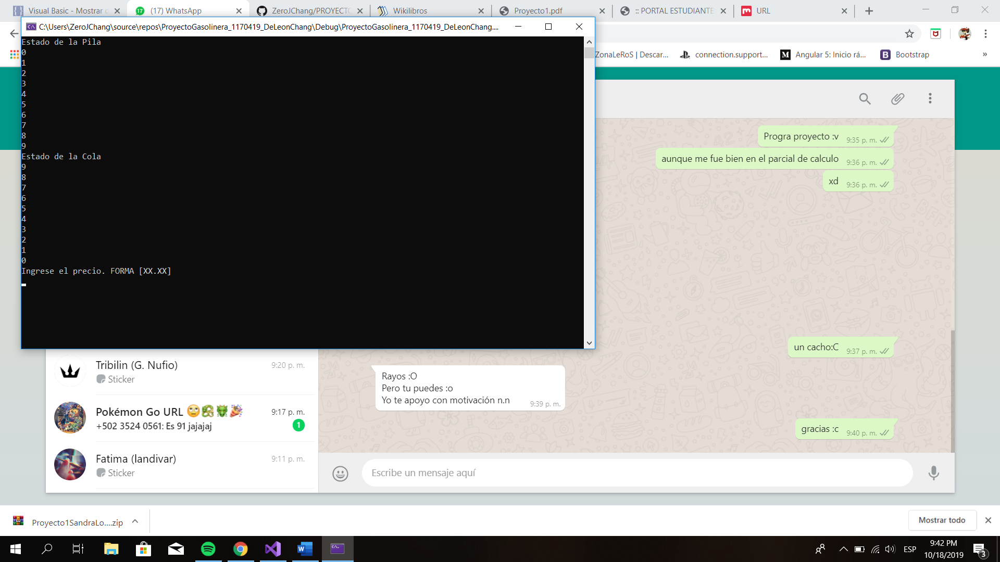 Visual Basic - Mostrar
(17) WhatsApp
ZeroJChang/PROYECTO
Wikilibros
Proyecto1.pdf
:: PORTAL ESTUDIANTE
URL
C:\Users\ZeroJChang\source\repos\ProyectoGasolinera_1170419_DeLeonChang\Debug\ProyectoGasolinera_1170419_DeLeonChang....
ZonaLeRoS | Descar...
connection.support...
Angular 5: Inicio rá...
Bootstrap
»
Estado de la Pila
0
1
2
3
4
5
6
7
8
9
Estado de la Cola
9
8
7
6
5
4
3
2
1
0
Ingrese el precio. FORMA [XX.XX]
Progra proyecto :v 9:35 p. m.
aunque me fue bien en el parcial de calculo 9:36 p. m.
xd 9:36 p. m.
un cacho:C 9:37 p. m.
Rayos :O
Pero tu puedes :o
Yo te apoyo con motivación n.n 9:39 p. m.
gracias :c 9:40 p. m.
Tribilin (G. Nufio) 9:20 p. m.
Sticker
Pokémon Go URL 9:17 p. m.
+502 3524 0561: Es 91 jajajaj 1
Fatima (landivar) 9:11 p. m.
Sticker
Escribe un mensaje aquí
Proyecto1SandraLo....zip
Mostrar todo
ESP
9:42 PM
10/18/2019
3